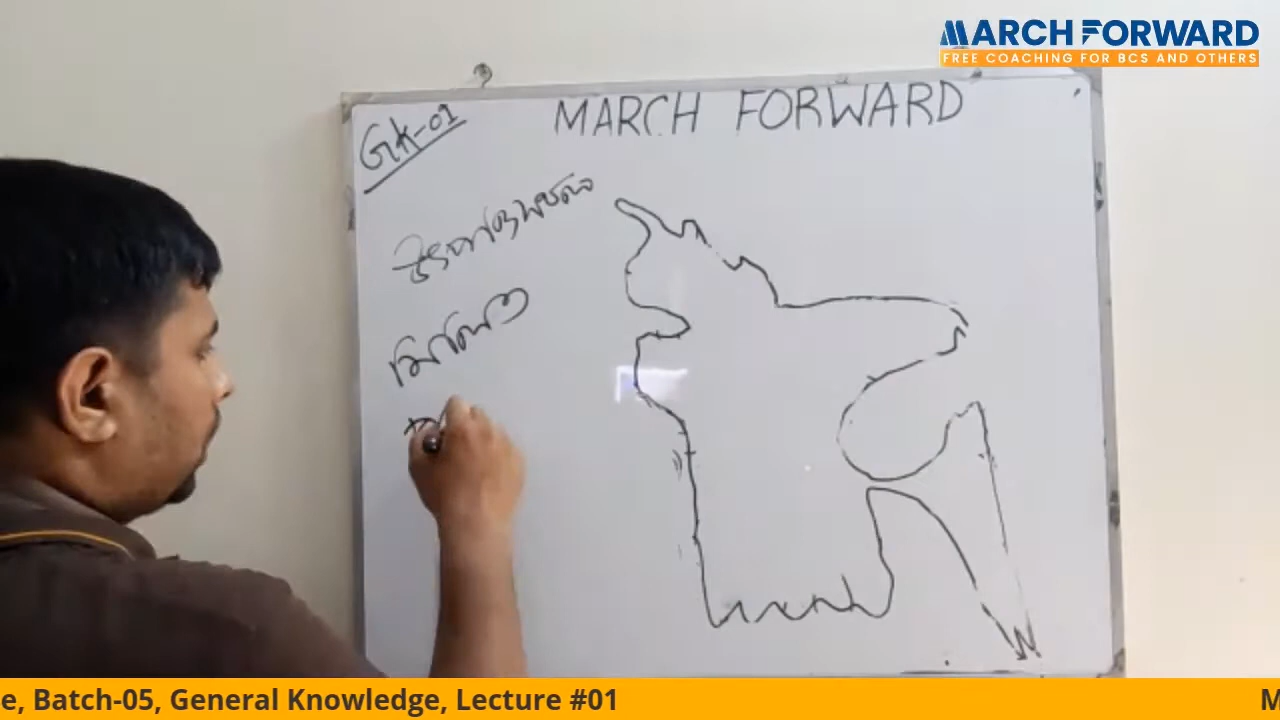 MARCH FORWARD
FREE COACHING FOR BCS AND OTHERS
GK-01
MARCH FORWARD
সিলেট
e, Batch-05, General Knowledge, Lecture #01
M